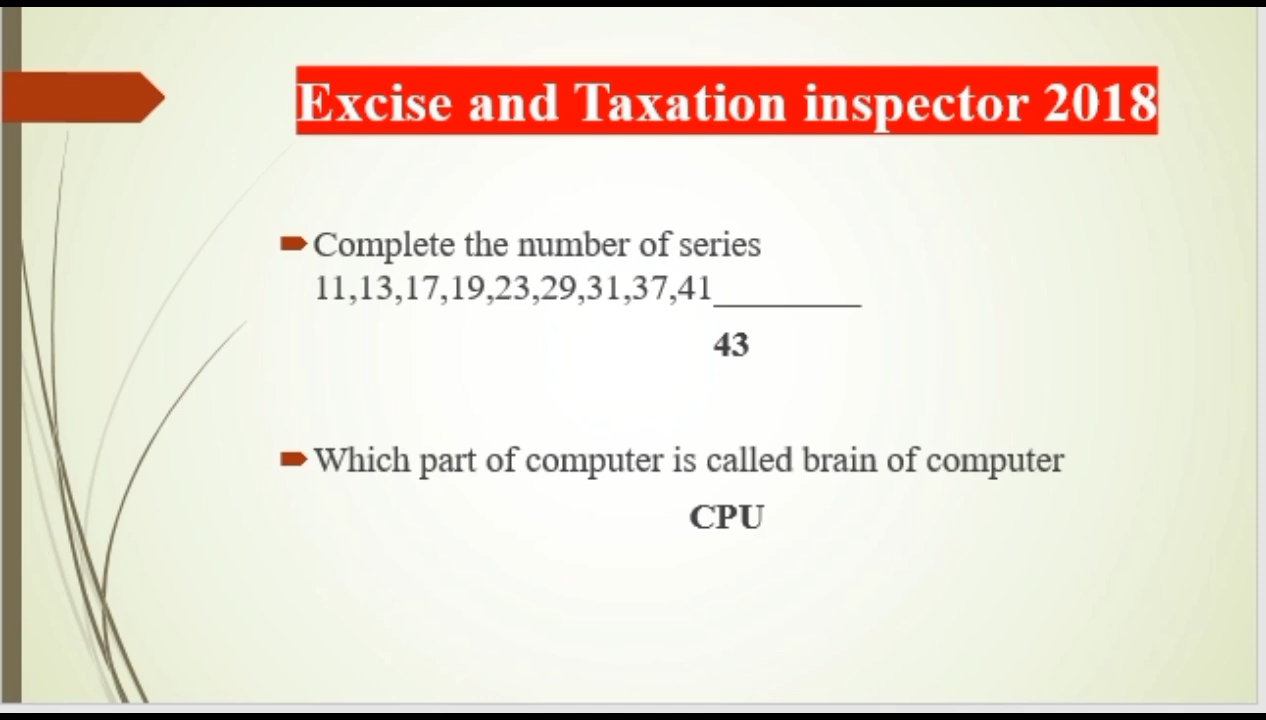 Excise and Taxation inspector 2018
Complete the number of series
11,13,17,19,23,29,31,37,41________
43
Which part of computer is called brain of computer
CPU